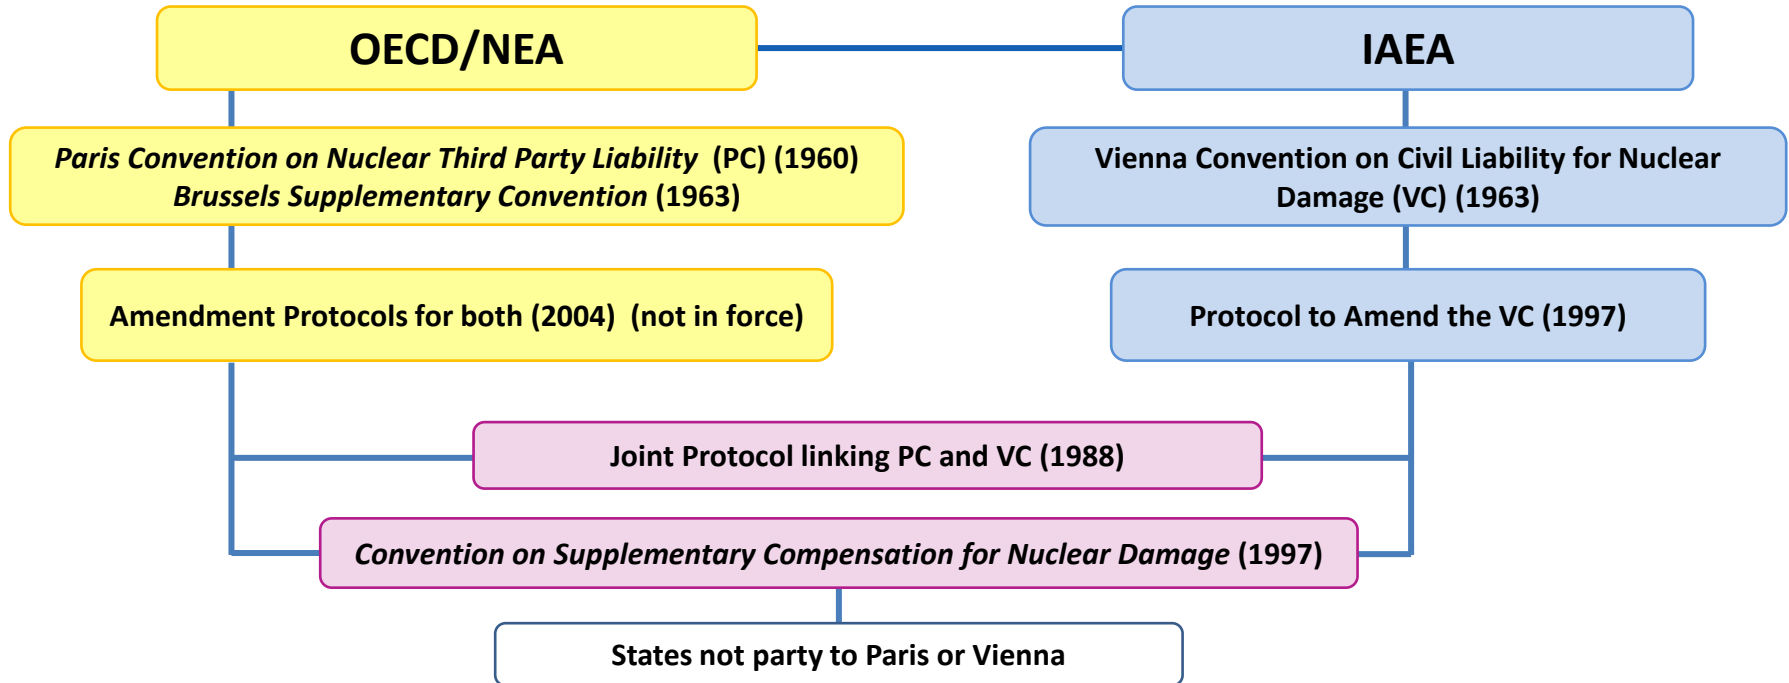 OECD/NEA
IAEA
Paris Convention on Nuclear Third Party Liability (PC) (1960)
Brussels Supplementary Convention (1963)
Vienna Convention on Civil Liability for Nuclear
Damage (VC) (1963)
Amendment Protocols for both (2004) (not in force)
Protocol to Amend the VC (1997)
Joint Protocol linking PC and VC (1988)
Convention on Supplementary Compensation for Nuclear Damage (1997)
States not party to Paris or Vienna